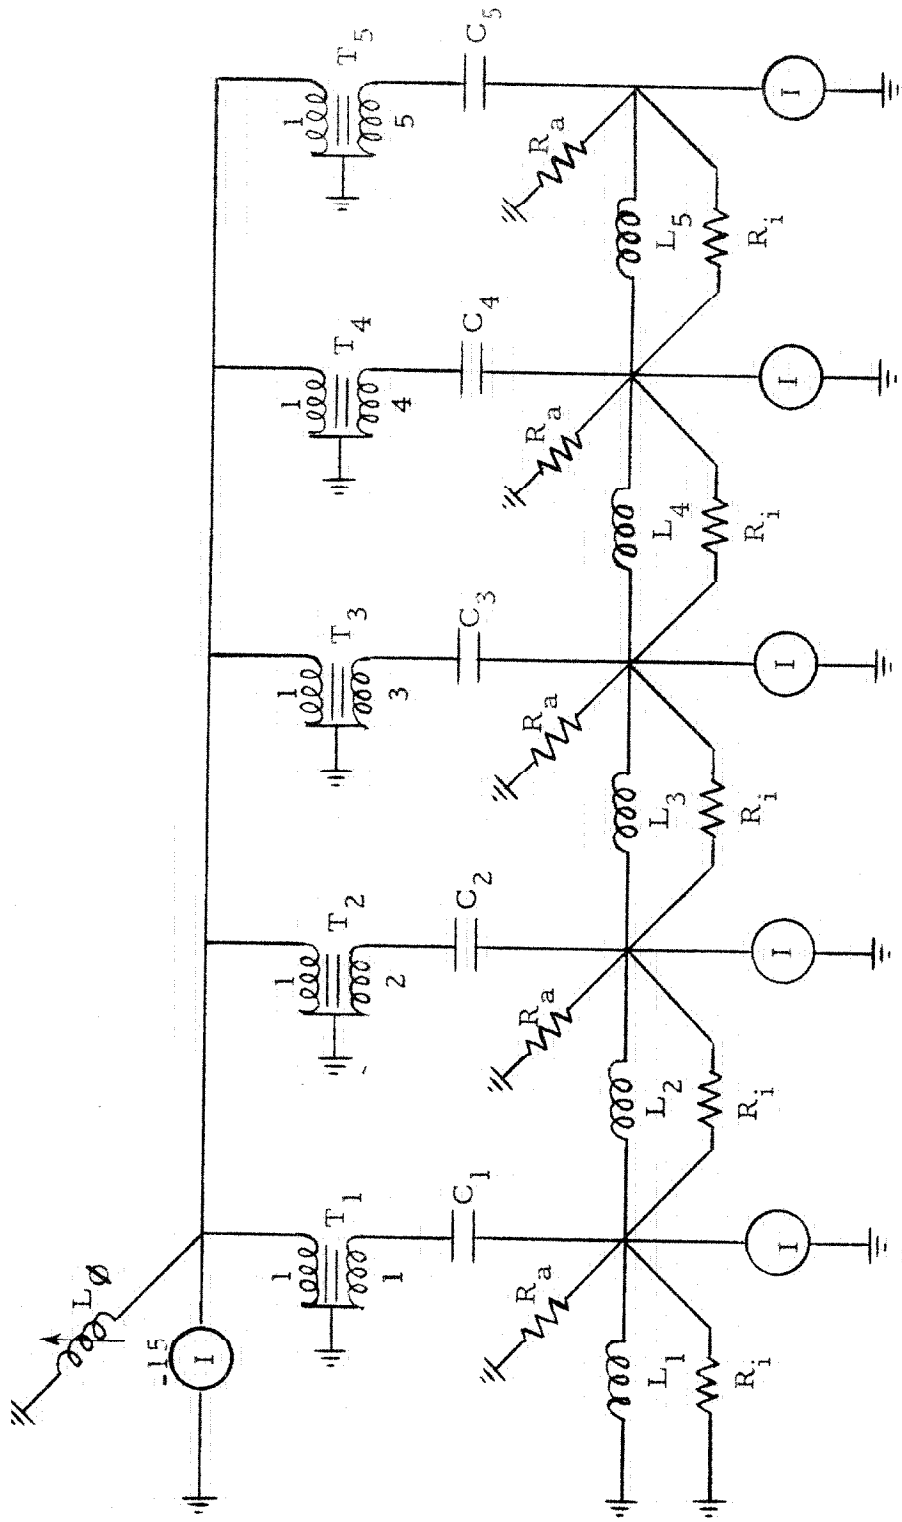 1 T₁ 1
1 T₂ 2
1 T₃ 3
1 T₄ 4
1 T₅ 5
L∅
-15
I
C₁
C₂
C₃
C₄
C₅
Rₐ
Rₐ
Rₐ
Rₐ
Rₐ
L₁
L₂
L₃
L₄
L₅
Rᵢ
Rᵢ
Rᵢ
Rᵢ
Rᵢ
I
I
I
I
I